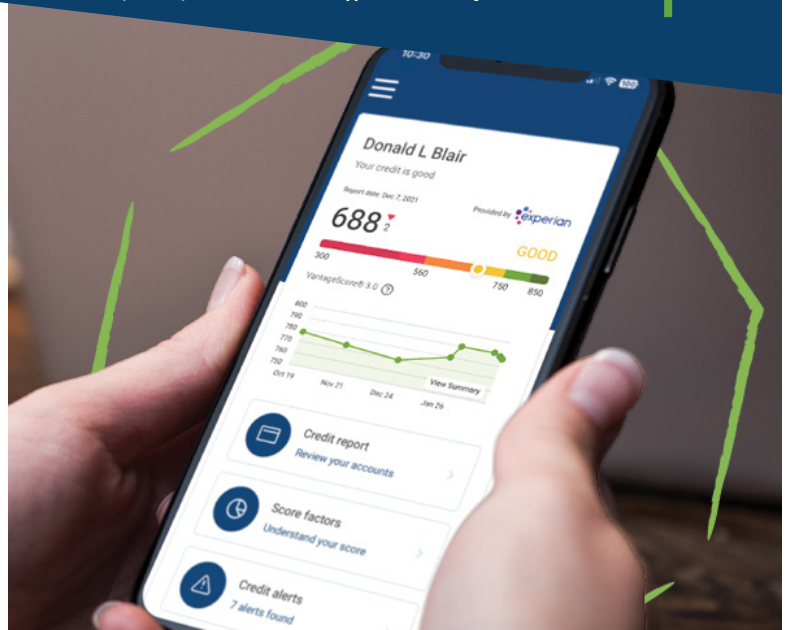 10:30
100
Donald L Blair
Your credit is good
Report date: Dec 7, 2021
Provided by experian
688 2
GOOD
300 560 750 850
VantageScore® 3.0 ?
800
790
780
770
760
750
Oct 19 Nov 21 Dec 24 Jan 26
View Summary
Credit report
Review your accounts
Score factors
Understand your score
Credit alerts
7 alerts found